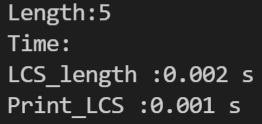 Length:5
Time:
LCS_length :0.002 s
Print_LCS :0.001 s